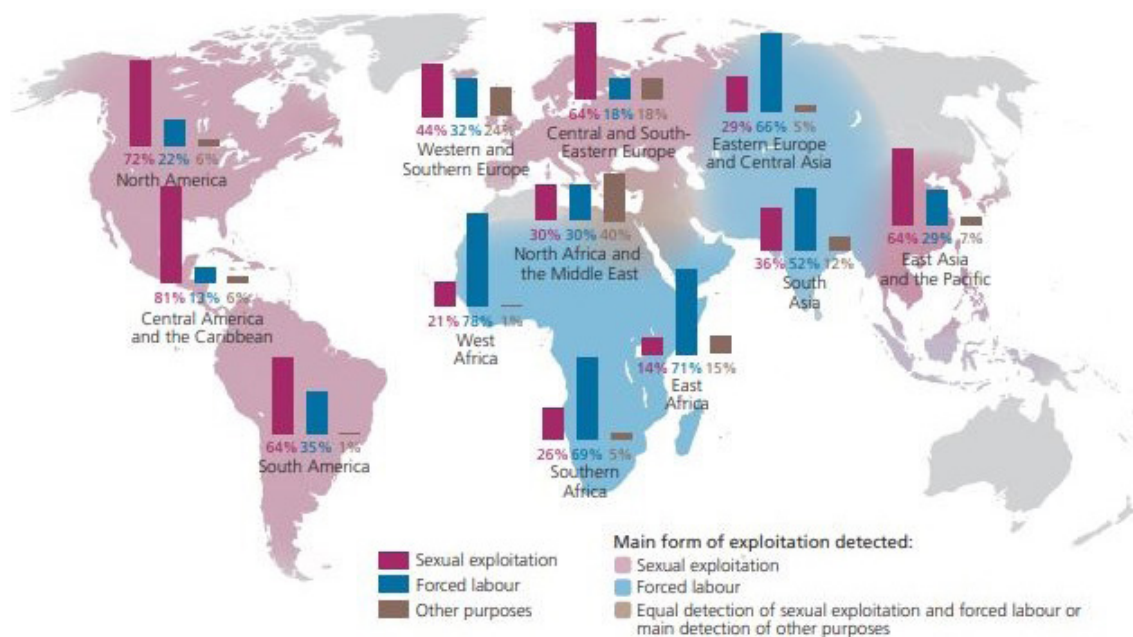 72% 22% 6%
North America
44% 32% 24%
Western and
Southern Europe
64% 18% 18%
Central and South-
Eastern Europe
29% 66% 5%
Eastern Europe
and Central Asia
81% 13% 6%
Central America
and the Caribbean
30% 30% 40%
North Africa and
the Middle East
36% 52% 12%
South
Asia
64% 29% 7%
East Asia
and the Pacific
21% 78% 1%
West
Africa
14% 71% 15%
East
Africa
64% 35% 1%
South America
26% 69% 5%
Southern
Africa
Sexual exploitation
Forced labour
Other purposes
Main form of exploitation detected:
Sexual exploitation
Forced labour
Equal detection of sexual exploitation and forced labour or
main detection of other purposes